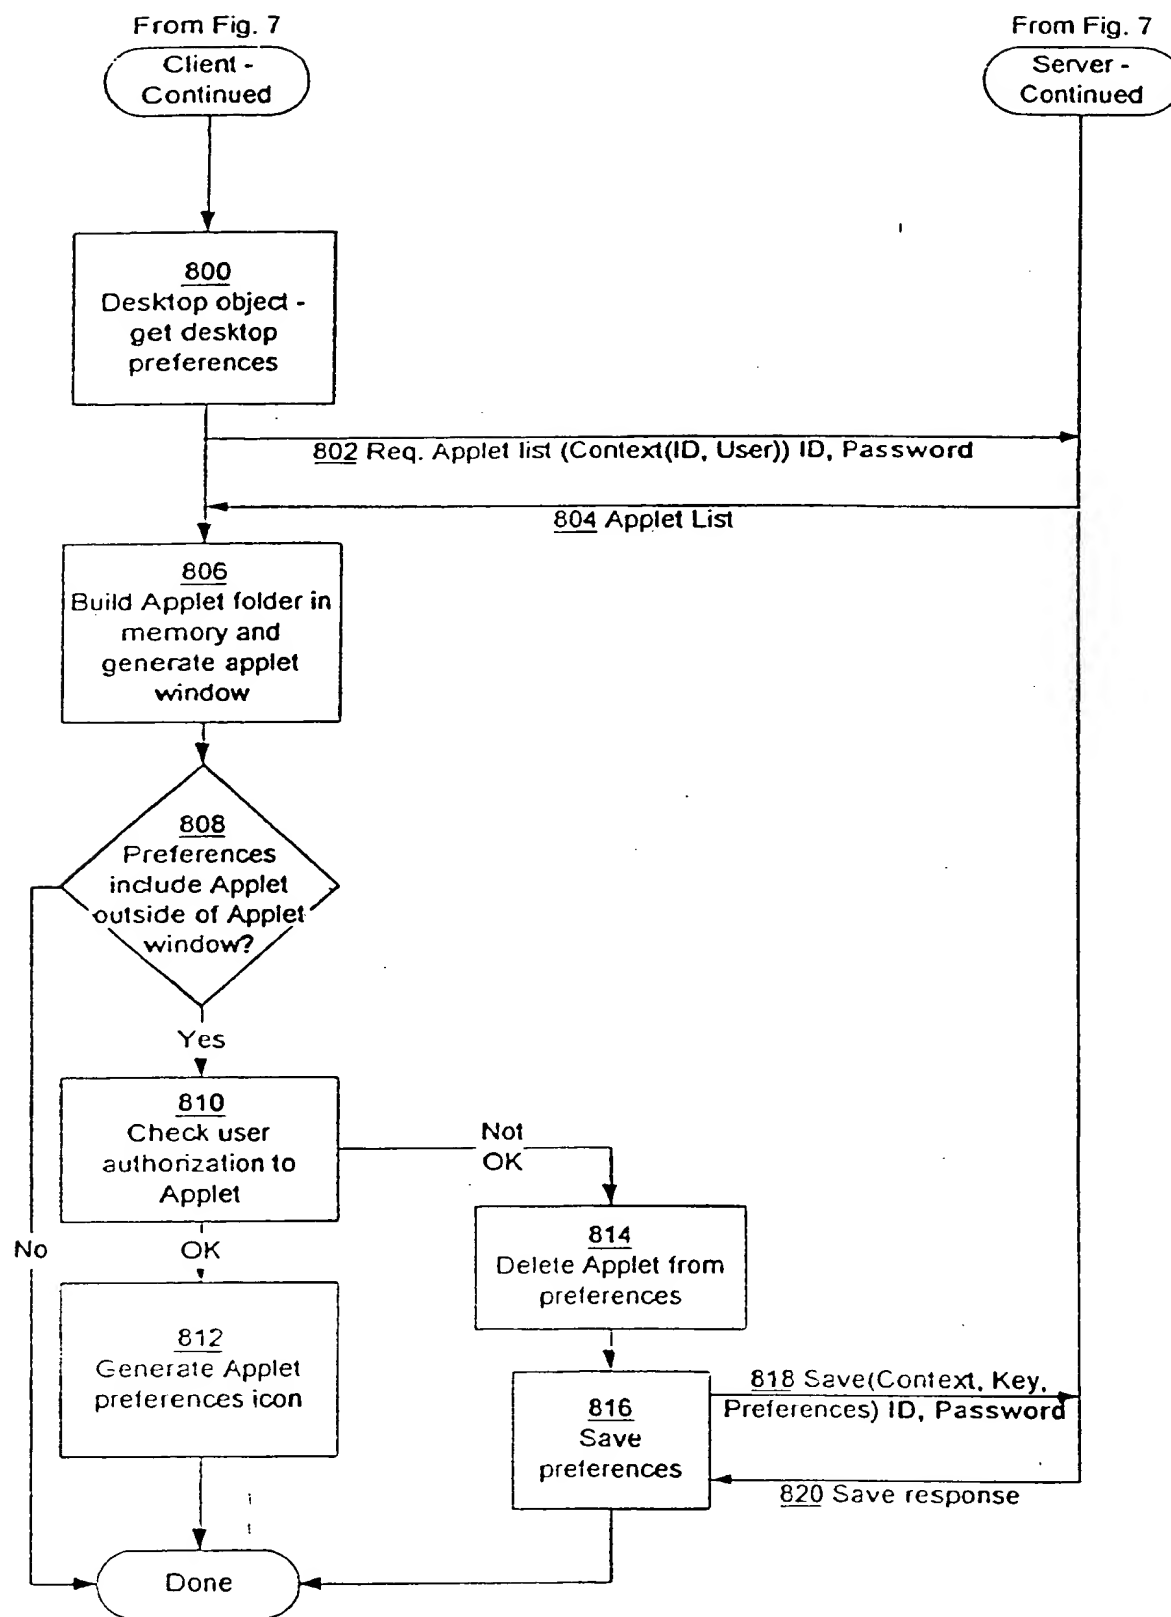 From Fig. 7
From Fig. 7
Client -
Continued
Server -
Continued
800
Desktop object -
get desktop
preferences
802 Req. Applet list (Context(ID, User)) ID, Password
804 Applet List
806
Build Applet folder in
memory and
generate applet
window
808
Preferences
include Applet
outside of Applet
window?
Yes
810
Check user
authorization to
Applet
Not
OK
No
OK
814
Delete Applet from
preferences
812
Generate Applet
preferences icon
816
Save
preferences
818 Save(Context, Key,
Preferences) ID, Password
820 Save response
Done